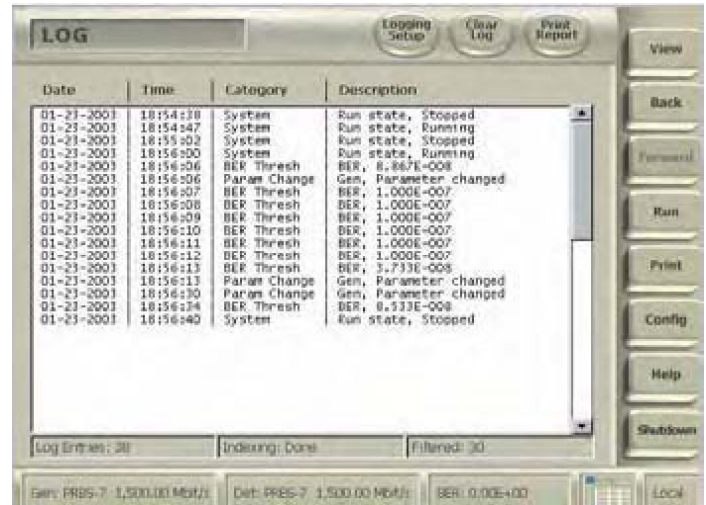 LOG
Logging Setup
Clear Log
Print Report
View
Back
Forward
Run
Print
Config
Help
Shutdown
Date Time Category Description
01-23-2003 18:54:38 System Run state, Stopped
01-23-2003 18:54:47 System Run state, Running
01-23-2003 18:55:02 System Run state, Stopped
01-23-2003 18:56:00 System Run state, Running
01-23-2003 18:56:06 BER Thresh BER, 8.867E-008
01-23-2003 18:56:06 Param Change Gen, Parameter changed
01-23-2003 18:56:07 BER Thresh BER, 1.000E-007
01-23-2003 18:56:08 BER Thresh BER, 1.000E-007
01-23-2003 18:56:09 BER Thresh BER, 1.000E-007
01-23-2003 18:56:10 BER Thresh BER, 1.000E-007
01-23-2003 18:56:11 BER Thresh BER, 1.000E-007
01-23-2003 18:56:12 BER Thresh BER, 1.000E-007
01-23-2003 18:56:13 BER Thresh BER, 3.733E-008
01-23-2003 18:56:13 Param Change Gen, Parameter changed
01-23-2003 18:56:30 Param Change Gen, Parameter changed
01-23-2003 18:56:34 BER Thresh BER, 8.533E-008
01-23-2003 18:56:40 System Run state, Stopped
Log Entries: 38 Indexing: Done Filtered: 30
Gen: PRBS-7 1,500.00 Mbit/s Det: PRBS-7 1,500.00 Mbit/s BER: 0.00E+00 Local